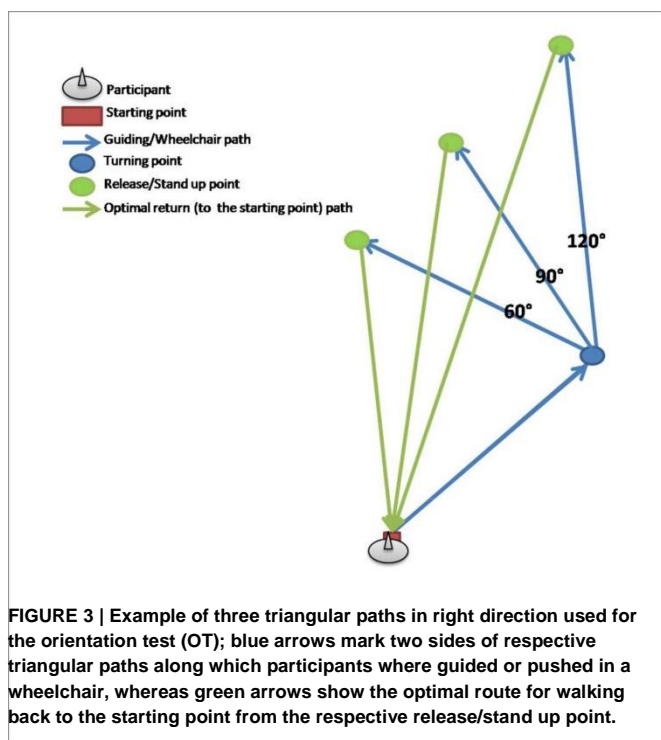 Participant
Starting point
Guiding/Wheelchair path
Turning point
Release/Stand up point
Optimal return (to the starting point) path
120°
90°
60°
FIGURE 3 | Example of three triangular paths in right direction used for
the orientation test (OT); blue arrows mark two sides of respective
triangular paths along which participants where guided or pushed in a
wheelchair, whereas green arrows show the optimal route for walking
back to the starting point from the respective release/stand up point.